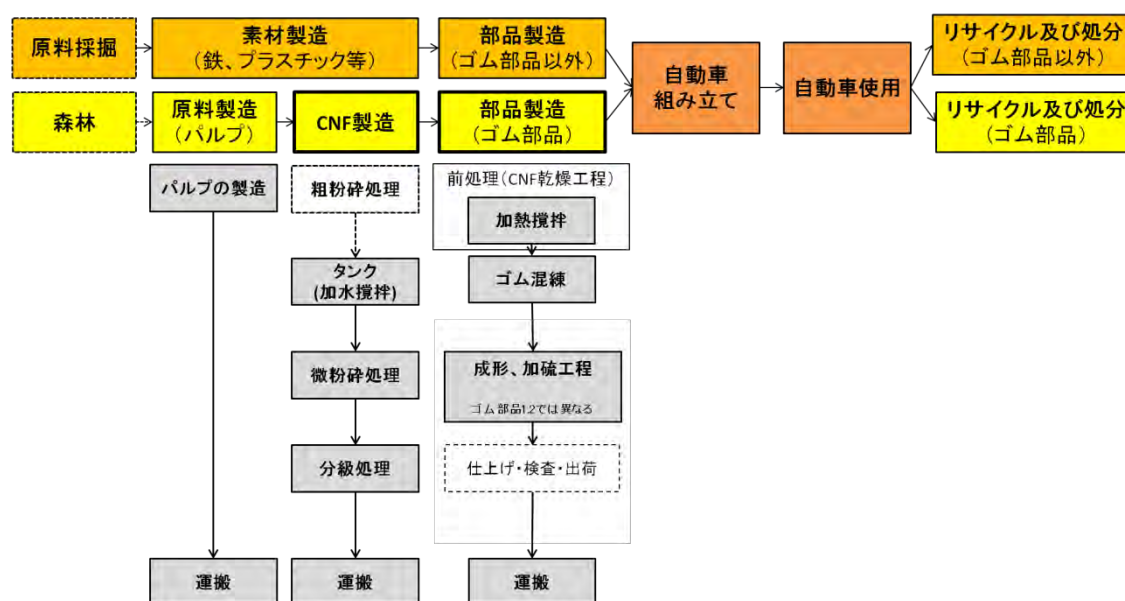 原料採掘
素材製造
(鉄、プラスチック等)
部品製造
(ゴム部品以外)
自動車
組み立て
自動車使用
リサイクル及び処分
(ゴム部品以外)
森林
原料製造
(パルプ)
CNF製造
部品製造
(ゴム部品)
リサイクル及び処分
(ゴム部品)
パルプの製造
運搬
粗粉砕処理
タンク
(加水撹拌)
微粉砕処理
分級処理
運搬
前処理(CNF乾燥工程)
加熱撹拌
ゴム混練
成形、加硫工程
ゴム部品1,2では異なる
仕上げ・検査・出荷
運搬